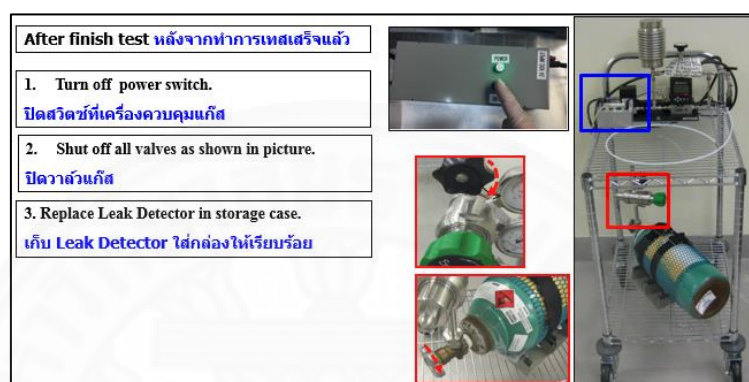 After finish test หลังจากทำการเทสเสร็จแล้ว
1. Turn off power switch.
ปิดสวิตซ์ที่เครื่องควบคุมแก๊ส
2. Shut off all valves as shown in picture.
ปิดวาล์วแก๊ส
3. Replace Leak Detector in storage case.
เก็บ Leak Detector ใส่กล่องให้เรียบร้อย
POWER